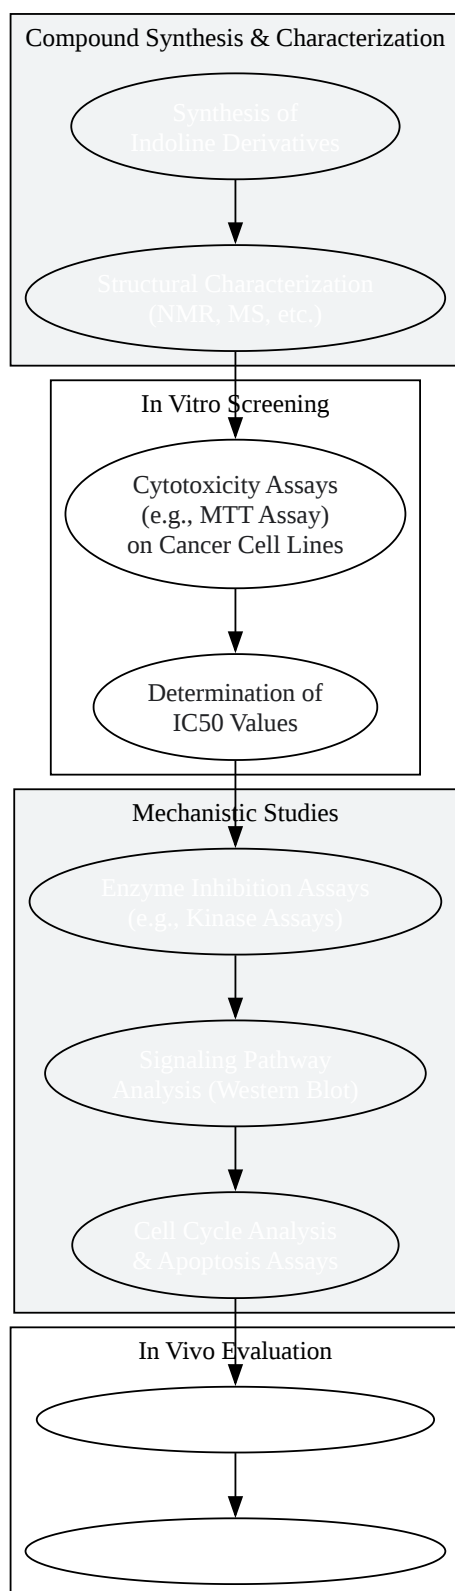 Compound Synthesis & Characterization
Synthesis of
Indoline Derivatives
Structural Characterization
(NMR, MS, etc.)
In Vitro Screening
Cytotoxicity Assays
(e.g., MTT Assay)
on Cancer Cell Lines
Determination of
IC50 Values
Mechanistic Studies
Enzyme Inhibition Assays
(e.g., Kinase Assays)
Signaling Pathway
Analysis (Western Blot)
Cell Cycle Analysis
& Apoptosis Assays
In Vivo Evaluation